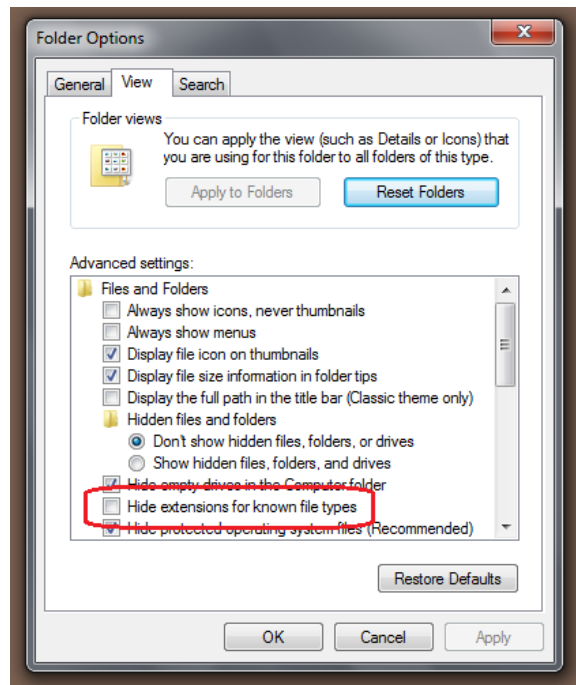 Folder Options
General View Search
Folder views
You can apply the view (such as Details or Icons) that
you are using for this folder to all folders of this type.
Apply to Folders Reset Folders
Advanced settings:
Files and Folders
Always show icons, never thumbnails
Always show menus
Display file icon on thumbnails
Display file size information in folder tips
Display the full path in the title bar (Classic theme only)
Hidden files and folders
Don't show hidden files, folders, or drives
Show hidden files, folders, and drives
Hide empty drives in the Computer folder
Hide extensions for known file types
Hide protected operating system files (Recommended)
Restore Defaults
OK Cancel Apply